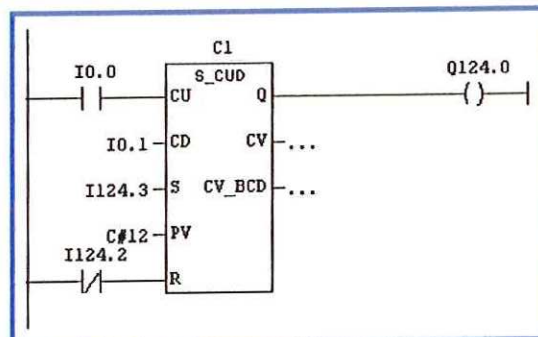 C1
I0.0
S_CUD
Q124.0
CU Q
I0.1 CD CV ...
I124.3 S CV_BCD ...
C#12 PV
I124.2
R